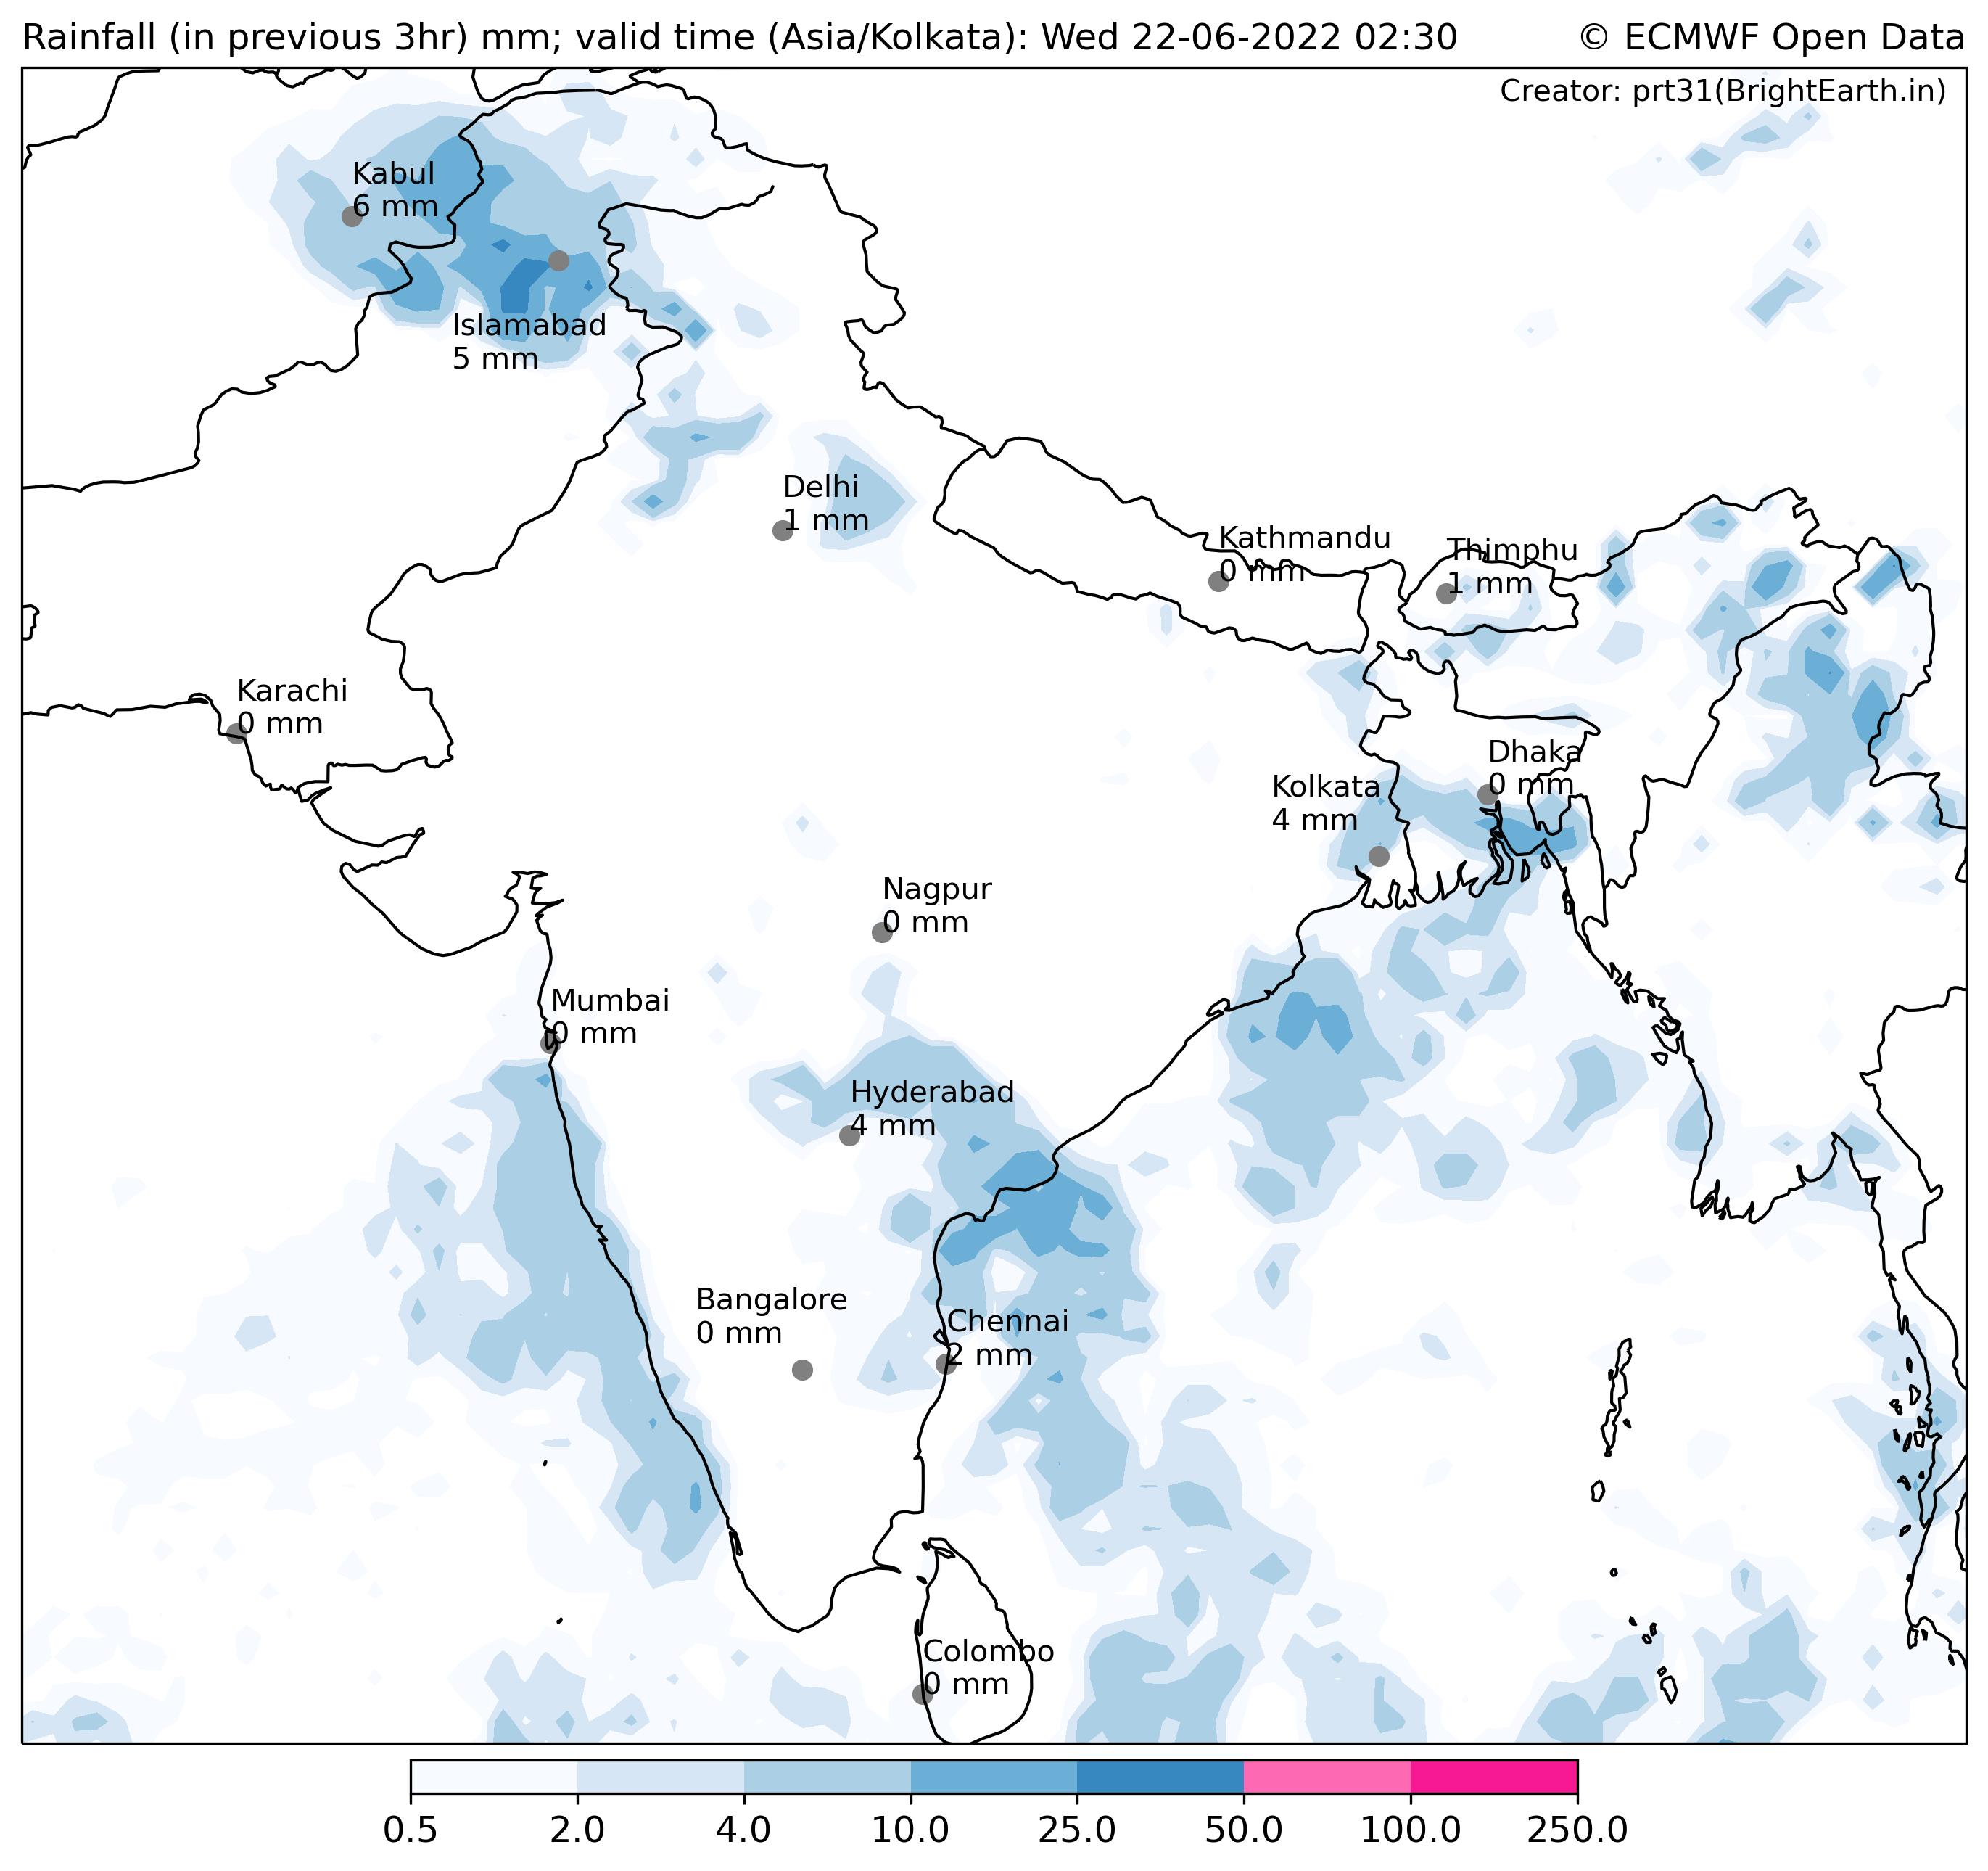 Rainfall (in previous 3hr) mm; valid time (Asia/Kolkata): Wed 22-06-2022 02:30
© ECMWF Open Data
Creator: prt31(BrightEarth.in)
Kabul
6 mm
Islamabad
5 mm
Delhi
1 mm
Kathmandu
0 mm
Thimphu
1 mm
Karachi
0 mm
Dhaka
0 mm
Kolkata
4 mm
Nagpur
0 mm
Mumbai
0 mm
Hyderabad
4 mm
Bangalore
0 mm
Chennai
2 mm
Colombo
0 mm
0.5 2.0 4.0 10.0 25.0 50.0 100.0 250.0